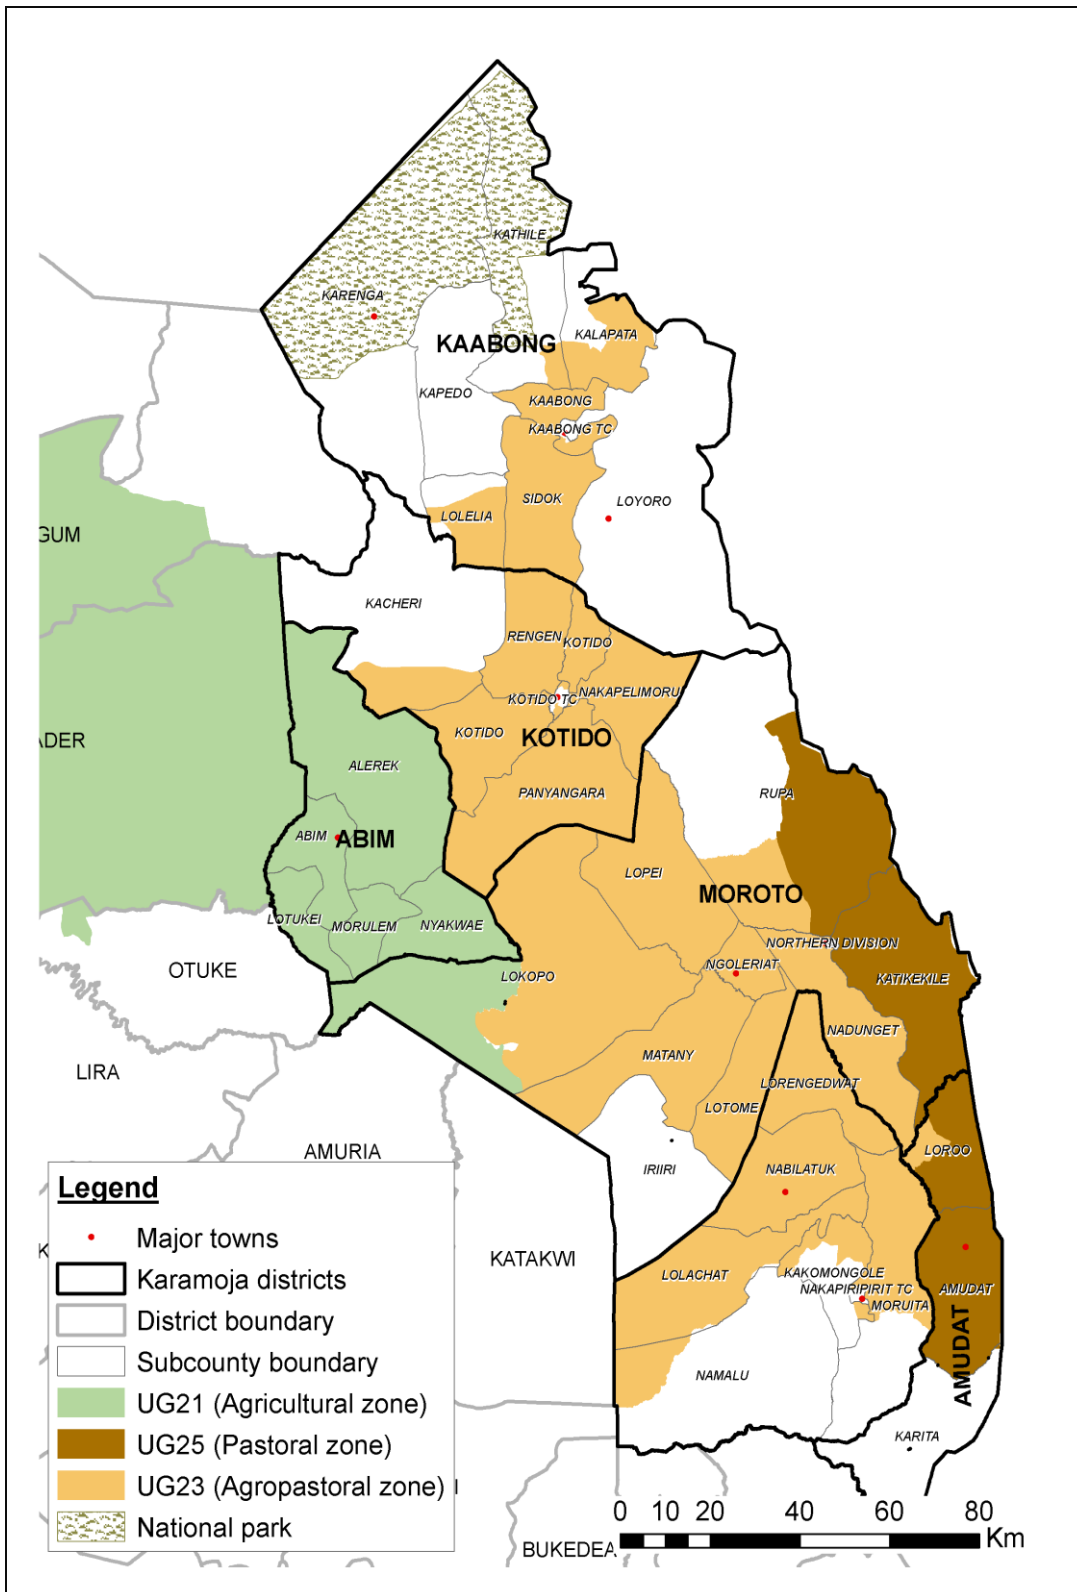 KATHILE
KARENGA
KALAPATA
KAABONG
KAPEDO
KAABONG
KAABONG TC
SIDOK
LOYORO
LOLELIA
GUM
KACHERI
RENGEN
KOTIDO
NAKAPELIMORU
KOTIDO TC
KOTIDO
KOTIDO
ADER
ALEREK
PANYANGARA
RUPA
ABIM
ABIM
LOPEI
MOROTO
LOTUKEI
MORULEM
NYAKWAE
NORTHERN DIVISION
NGOLERIAT
OTUKE
LOKOPO
KATIKEKILE
NADUNGET
MATANY
LIRA
LORENGEDWAT
LOTOME
AMURIA
LOROO
IRIIRI
NABILATUK
KATAKWI
LOLACHAT
KAKOMONGOLE
NAKAPIRIPIRIT TC
AMUDAT
MORUITA
AMUDAT
NAMALU
KARITA
BUKEDEA
K
Legend
Major towns
Karamoja districts
District boundary
Subcounty boundary
UG21 (Agricultural zone)
UG25 (Pastoral zone)
UG23 (Agropastoral zone)
National park
0 10 20 40 60 80
Km